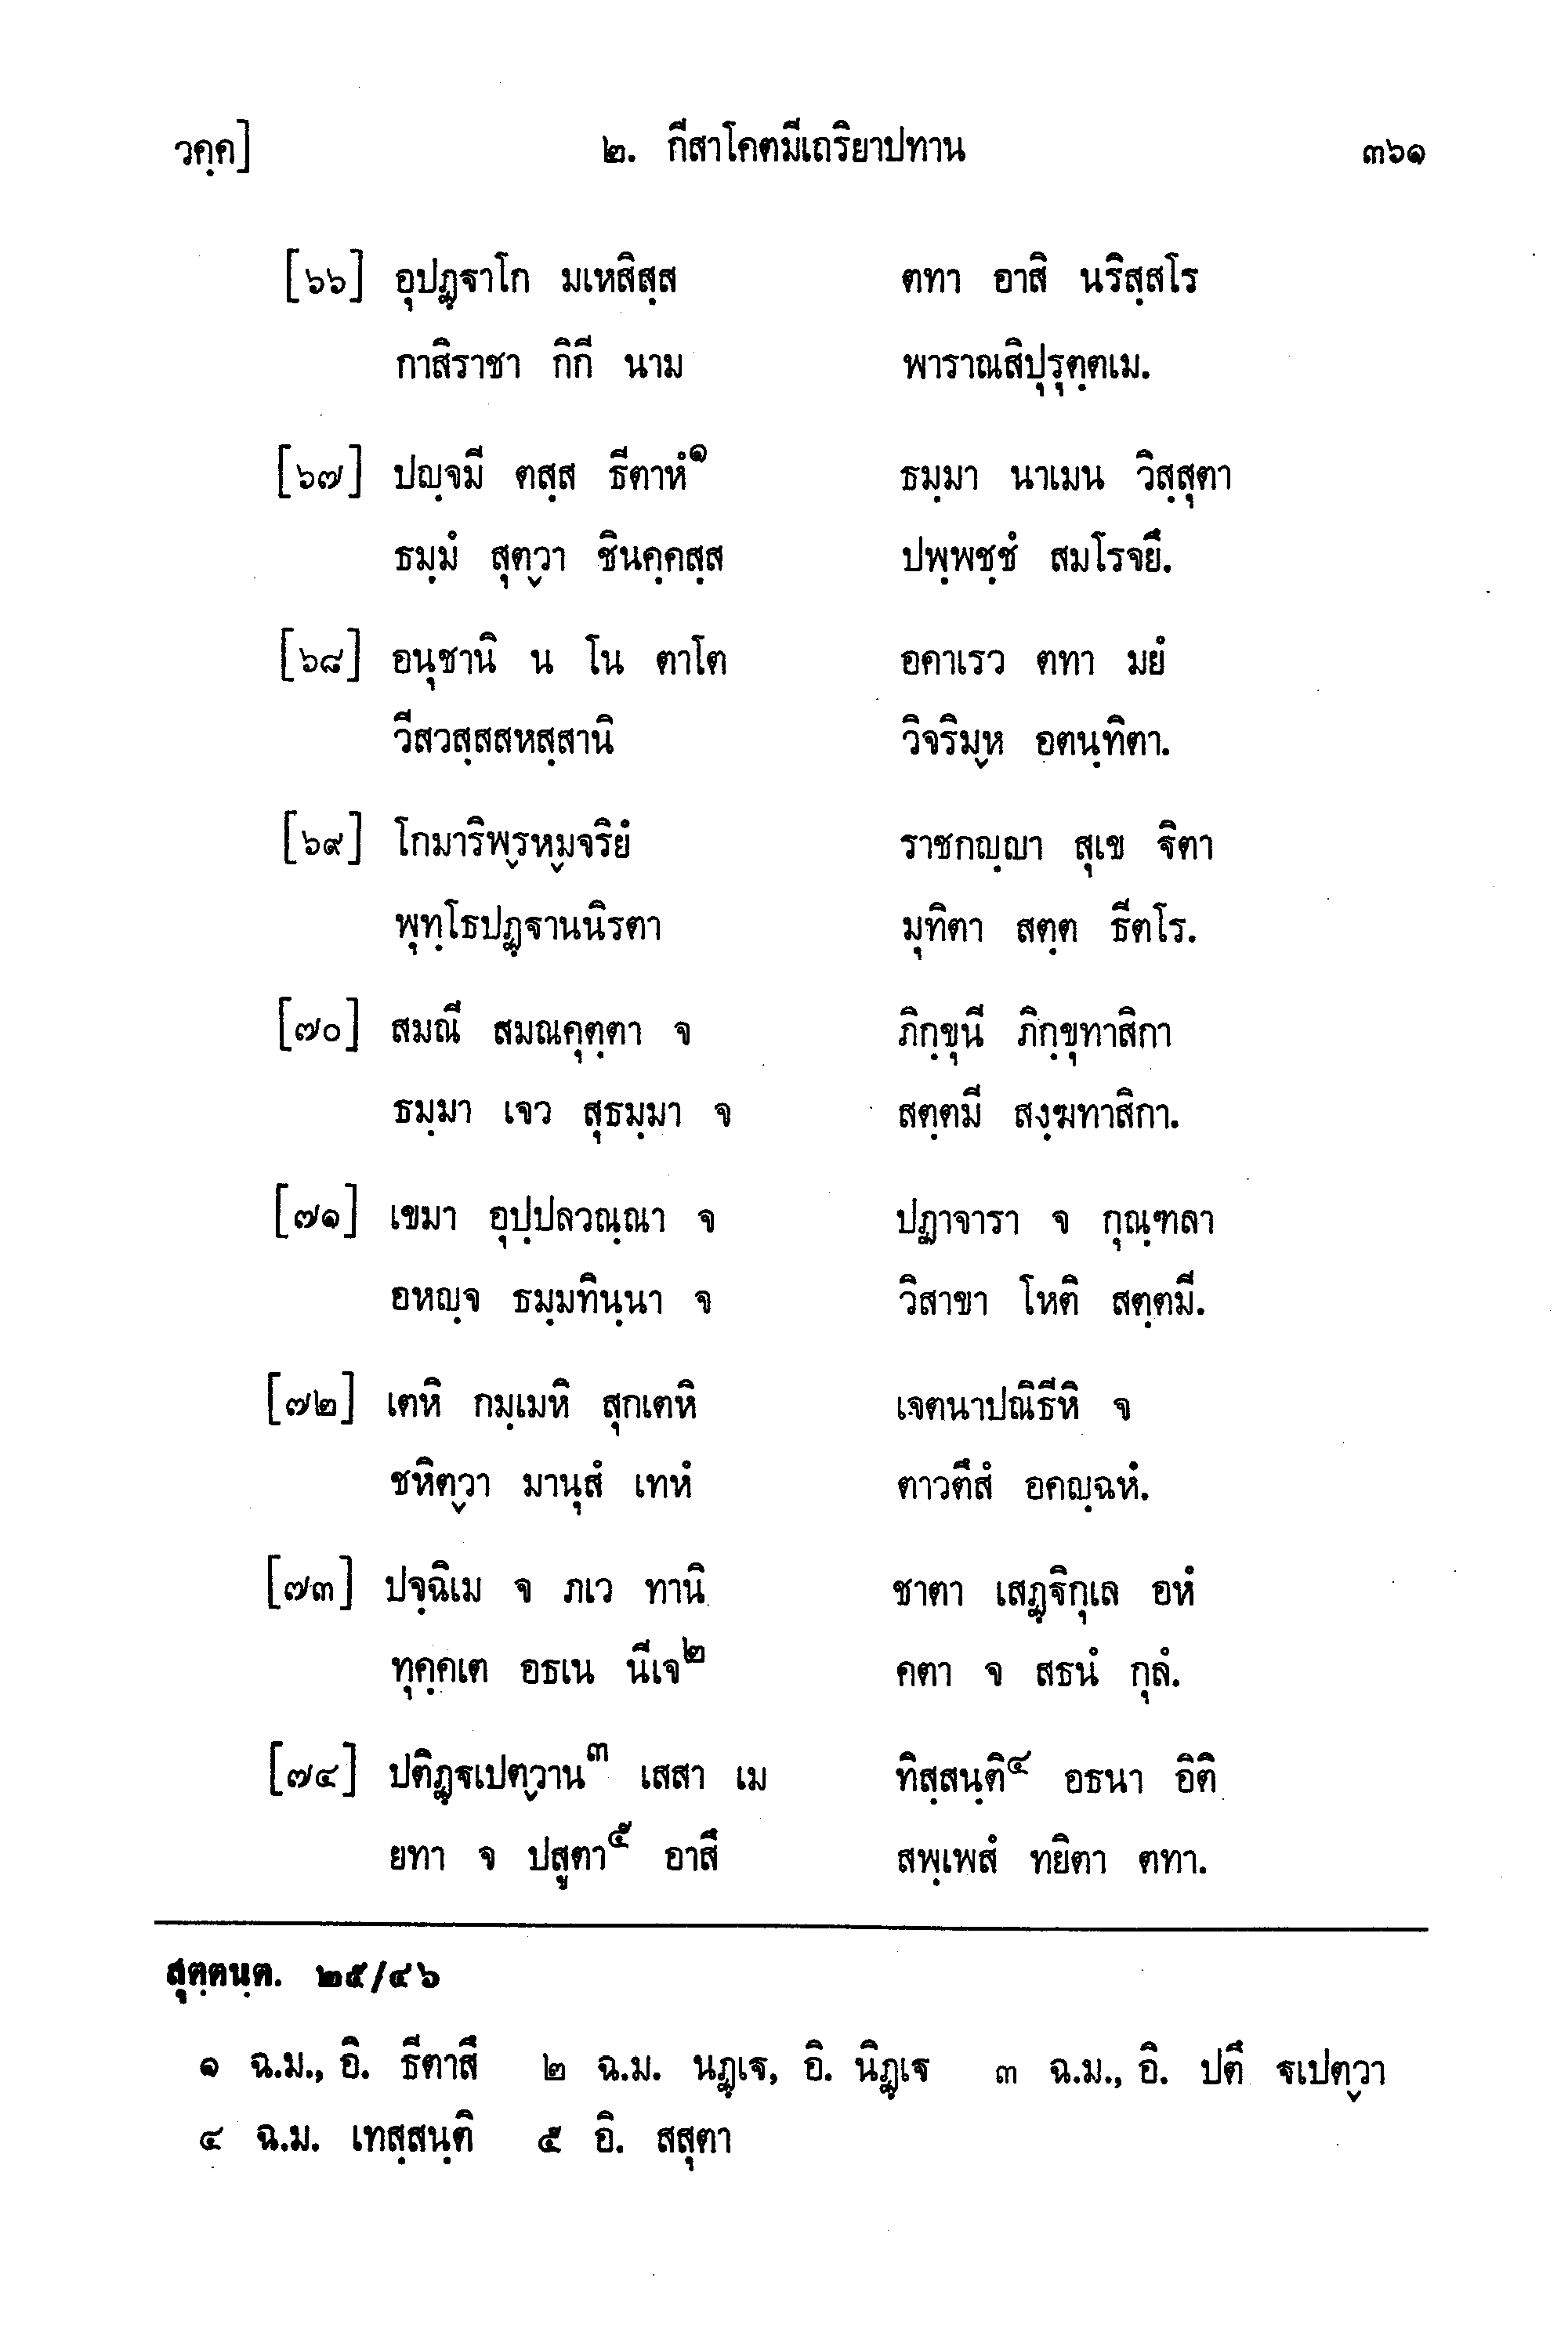 วคฺค] ๒. กีสาโคตมีเถริยาปทาน ๓๖๑
[๖๖] อุปฏฺฐาโก มเหสิสฺส ตทา อาสิ นริสฺสโร
กาสิราชา กิกี นาม พาราณสิปุรุตฺตเม.
[๖๗] ปญฺจมี ตสฺส ธีตาหํ๑ ธมฺมา นาเมน วิสฺสุตา
ธมฺมํ สุตฺวา ชินคฺคสฺส ปพฺพชฺชํ สมโรจยึ.
[๖๘] อนุชานิ น โน ตาโต อคาเรว ตทา มยํ
วีสวสฺสสหสฺสานิ วิจริมฺห อตนฺทิตา.
[๖๙] โกมาริพฺรหฺมจริยํ ราชกญฺญา สุเข ฐิตา
พุทฺโธปฏฺฐานนิรตา มุทิตา สตฺต ธีตโร.
[๗๐] สมณี สมณคุตฺตา จ ภิกฺขุนี ภิกฺขุทาสิกา
ธมฺมา เจว สุธมฺมา จ สตฺตมี สงฺฆทาสิกา.
[๗๑] เขมา อุปฺปลวณฺณา จ ปฏาจารา จ กุณฺฑลา
อหญฺจ ธมฺมทินฺนา จ วิสาขา โหติ สตฺตมี.
[๗๒] เตหิ กมฺเมหิ สุกเตหิ เจตนาปณิธีหิ จ
ชหิตฺวา มานุสํ เทหํ ตาวตึสํ อคญฺฉหํ.
[๗๓] ปจฺฉิเม จ ภเว ทานิ ชาตา เสฏฺฐิกุเล อหํ
ทุคฺคเต อธเน นีเจ๒ คตา จ สธนํ กุลํ.
[๗๔] ปติฏฺฐเปตฺวาน๓ เสสา เม ทิสฺสนฺติ๔ อธนา อิติ
ยทา จ ปสูตา๕ อาสึ สพฺเพสํ ทยิตา ตทา.
สุตฺตนฺต. ๒๕/๔๖
๑ ฉ.ม., อิ. ธีตาสึ ๒ ฉ.ม. นฏฺเฐ, อิ. นิฏฺเฐ ๓ ฉ.ม., อิ. ปตึ ฐเปตฺวา
๔ ฉ.ม. เทสฺสนฺติ ๕ อิ. สสุตา